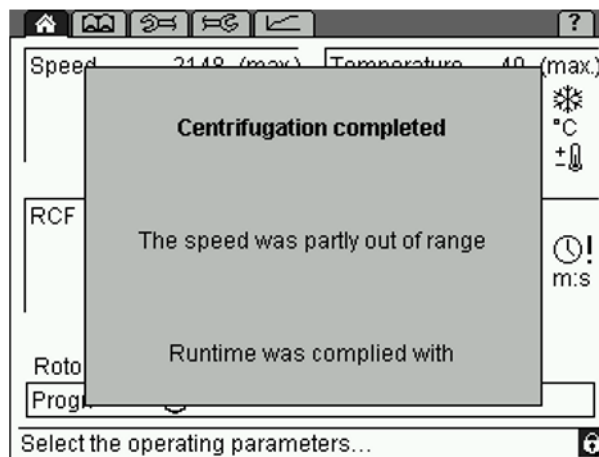 ?
Speed 2148 (max.) Temperature 40 (max.)
Centrifugation completed
°C
±
RCF
The speed was partly out of range
!
m:s
Runtime was complied with
Roto
Progr
Select the operating parameters...